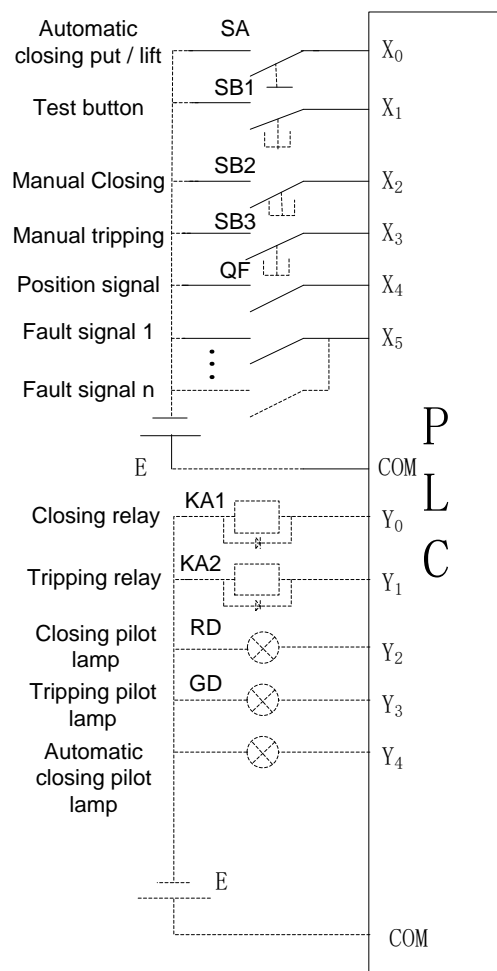 Automatic
closing put / lift
SA
X0
Test button
SB1
X1
Manual Closing
SB2
X2
Manual tripping
SB3
X3
Position signal
QF
X4
Fault signal 1
X5
Fault signal n
E
COM
PLC
Closing relay
KA1
Y0
Tripping relay
KA2
Y1
Closing pilot
lamp
RD
Y2
Tripping pilot
lamp
GD
Y3
Automatic
closing pilot
lamp
Y4
E
COM